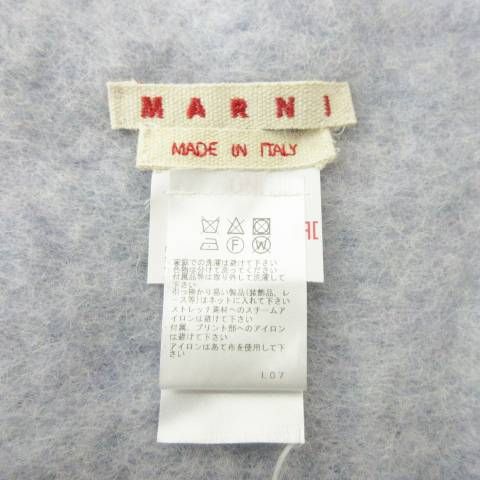 MARNI
MADE IN ITALY
F W
家庭での洗濯は避けて下さい
色物は分けてあらってください
付属品等は取り外して洗濯して
下さい
引っ掛かり易い製品(装飾品、レ
ース等)はネットに入れて下さい
ストレッチ素材へのスチームア
イロンは避けて下さい
付属、プリント部へのアイロン
は避けて下さい
アイロンはあて布を使用して下
さい
L07